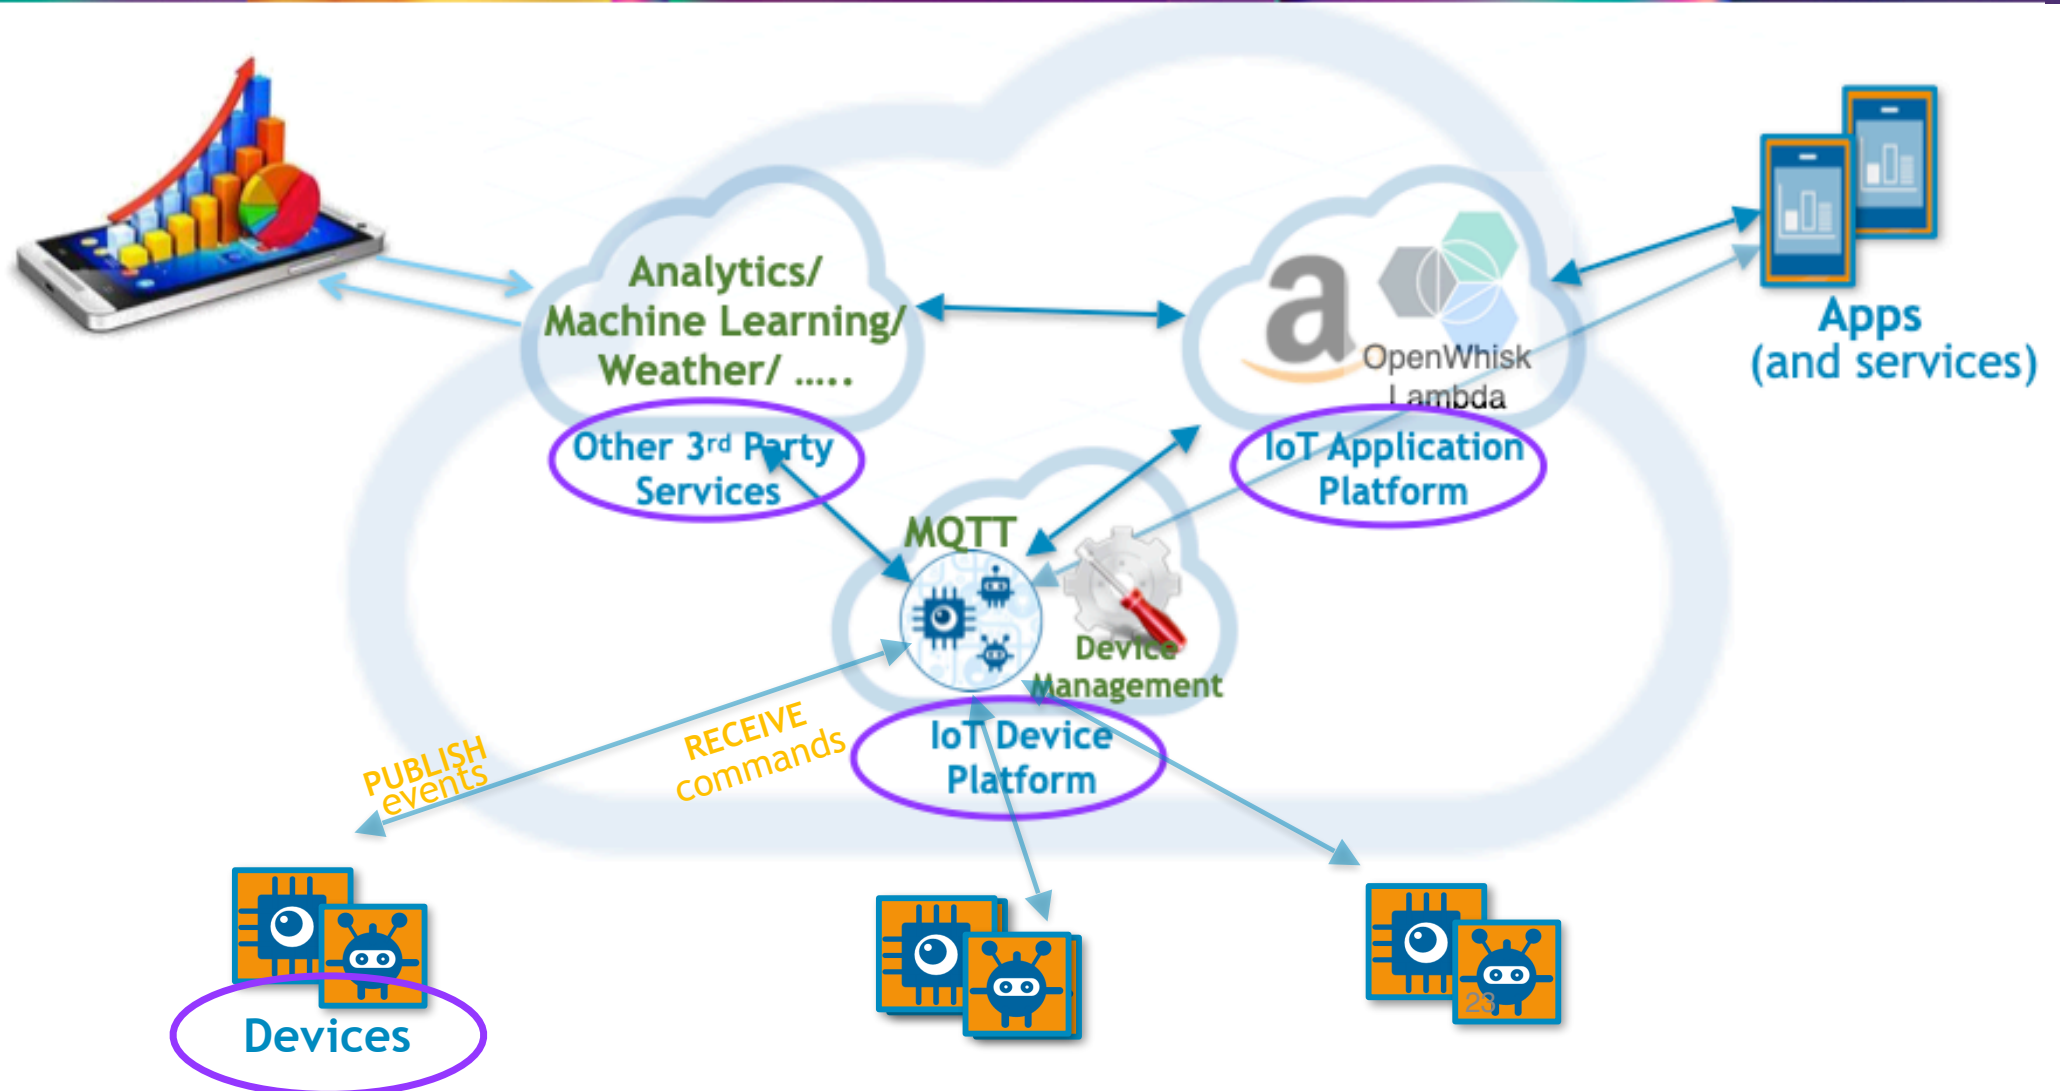 Analytics/
Machine Learning/
Weather/ .....
Other 3rd Party
Services
a
OpenWhisk
Lambda
IoT Application
Platform
Apps
(and services)
MQTT
Device
Management
IoT Device
Platform
PUBLISH
events
RECEIVE
commands
Devices
23